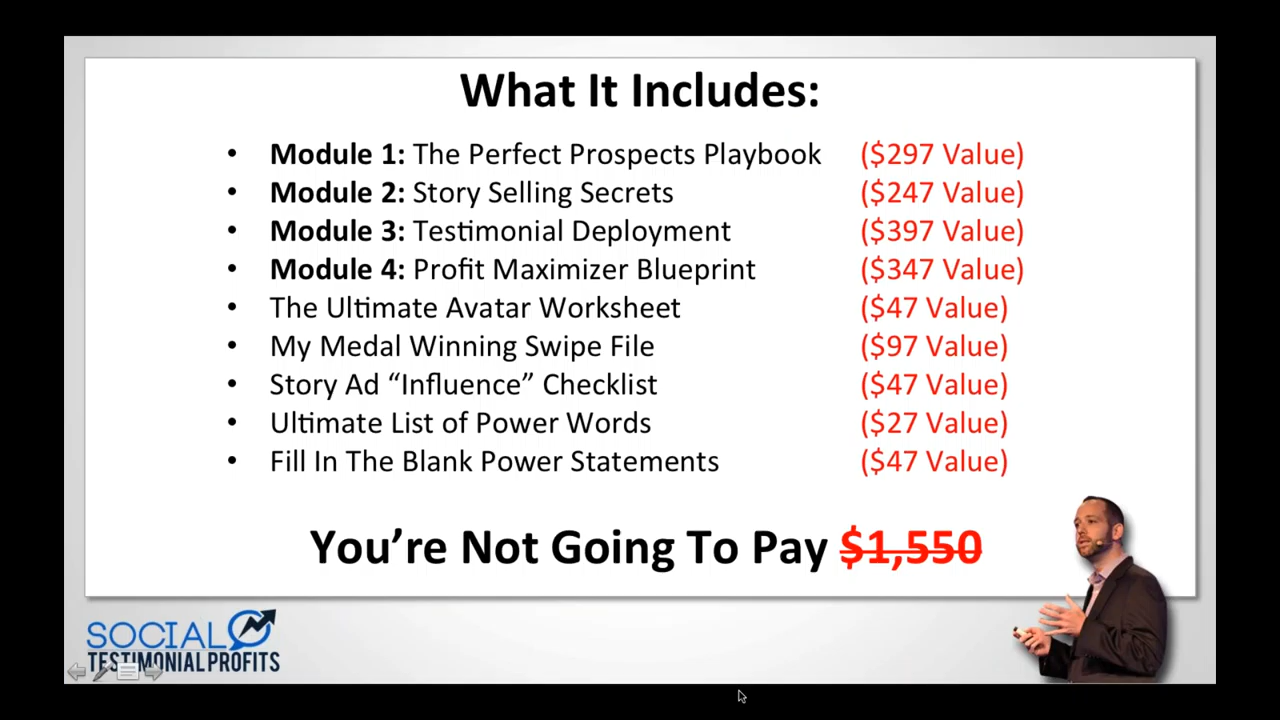 What It Includes:
• Module 1: The Perfect Prospects Playbook ($297 Value)
• Module 2: Story Selling Secrets ($247 Value)
• Module 3: Testimonial Deployment ($397 Value)
• Module 4: Profit Maximizer Blueprint ($347 Value)
• The Ultimate Avatar Worksheet ($47 Value)
• My Medal Winning Swipe File ($97 Value)
• Story Ad “Influence” Checklist ($47 Value)
• Ultimate List of Power Words ($27 Value)
• Fill In The Blank Power Statements ($47 Value)
You’re Not Going To Pay $1,550
SOCIAL
TESTIMONIAL PROFITS